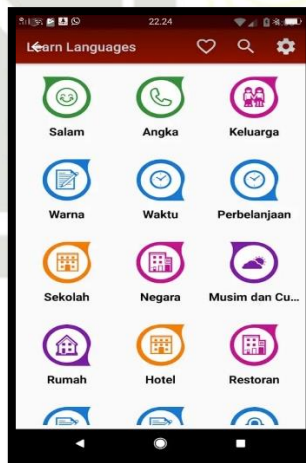 22.24
Learn Languages
Salam Angka Keluarga
Warna Waktu Perbelanjaan
Sekolah Negara Musim dan Cu...
Rumah Hotel Restoran